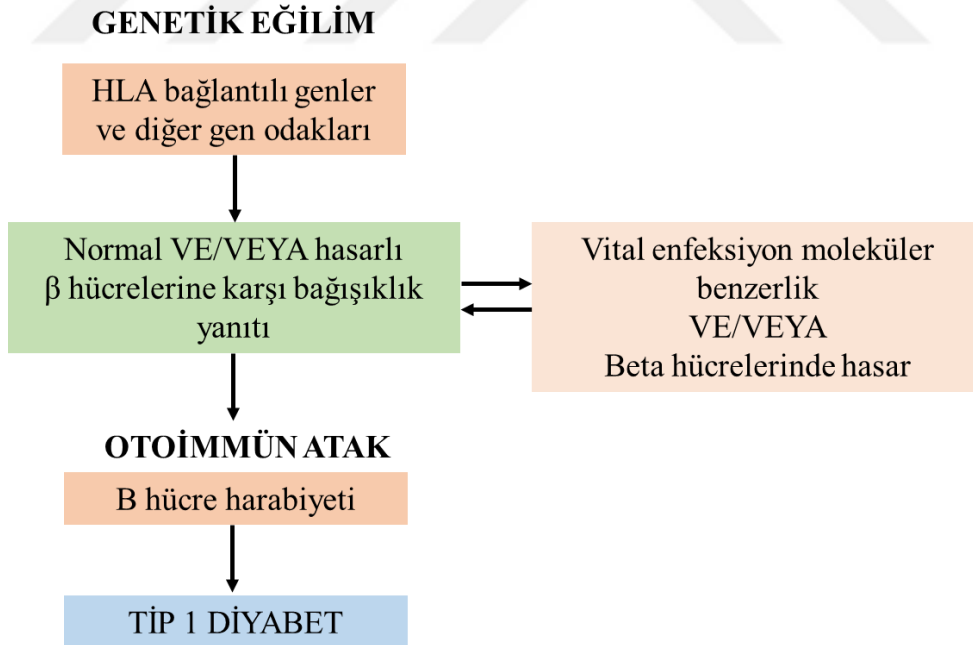 GENETİK EĞİLİM
HLA bağlantılı genler
ve diğer gen odakları
Normal VE/VEYA hasarlı
β hücrelerine karşı bağışıklık
yanıtı
Vital enfeksiyon moleküler
benzerlik
VE/VEYA
Beta hücrelerinde hasar
OTOİMMÜN ATAK
B hücre harabiyeti
TİP 1 DİYABET